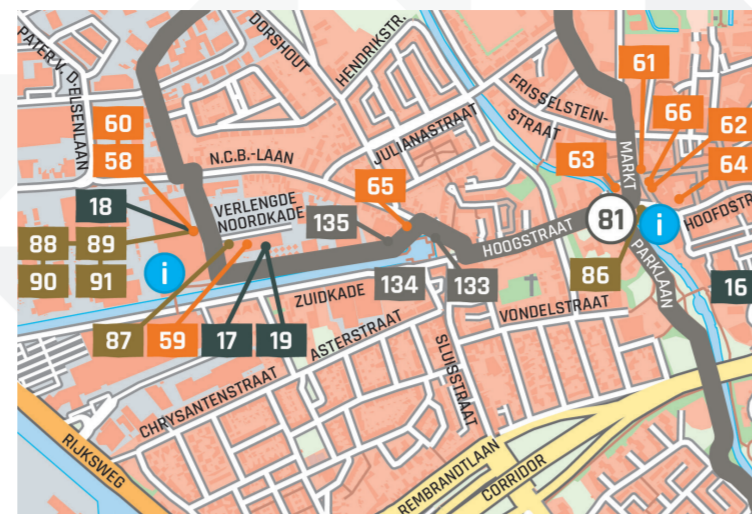 PATER V. D. ELSENLAAN
DORSHOUT
HENDRIKSTR.
61
FRISSELSTEIN-
STRAAT
66
62
60
58
N.C.B.-LAAN
JULIANASTRAAT
MARKT
63
64
65
18
VERLENGDE
NOORDKADE
135
HOOGSTRAAT
81
i
HOOFDSTR
88
89
90
91
i
134
133
86
PARKLAAN
16
ZUIDKADE
VONDELSTRAAT
87
59
17
19
ASTERSTRAAT
SLUISSTRAAT
CHRYSANTENSTRAAT
RIJKSWEG
REMBRANDTLAAN
CORRIDOR